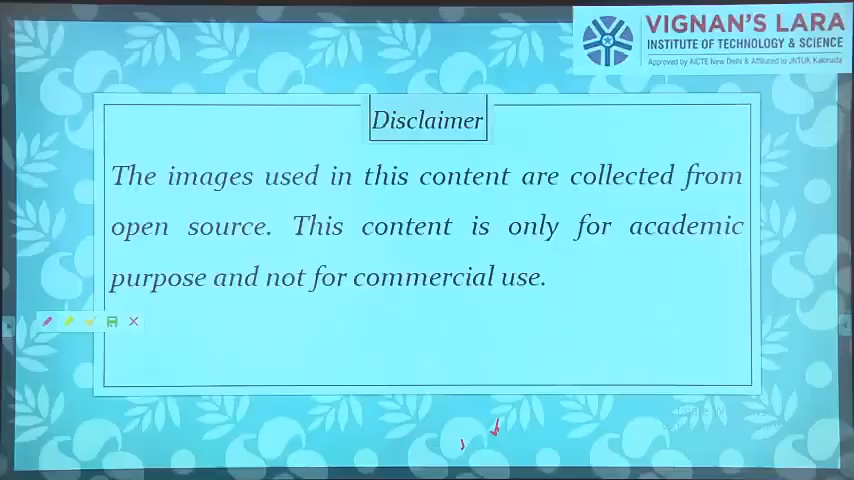 VIGNAN'S LARA
INSTITUTE OF TECHNOLOGY & SCIENCE
Approved by AICTE New Delhi & Affiliated to JNTUK Kakinada
Disclaimer
The images used in this content are collected from
open source. This content is only for academic
purpose and not for commercial use.